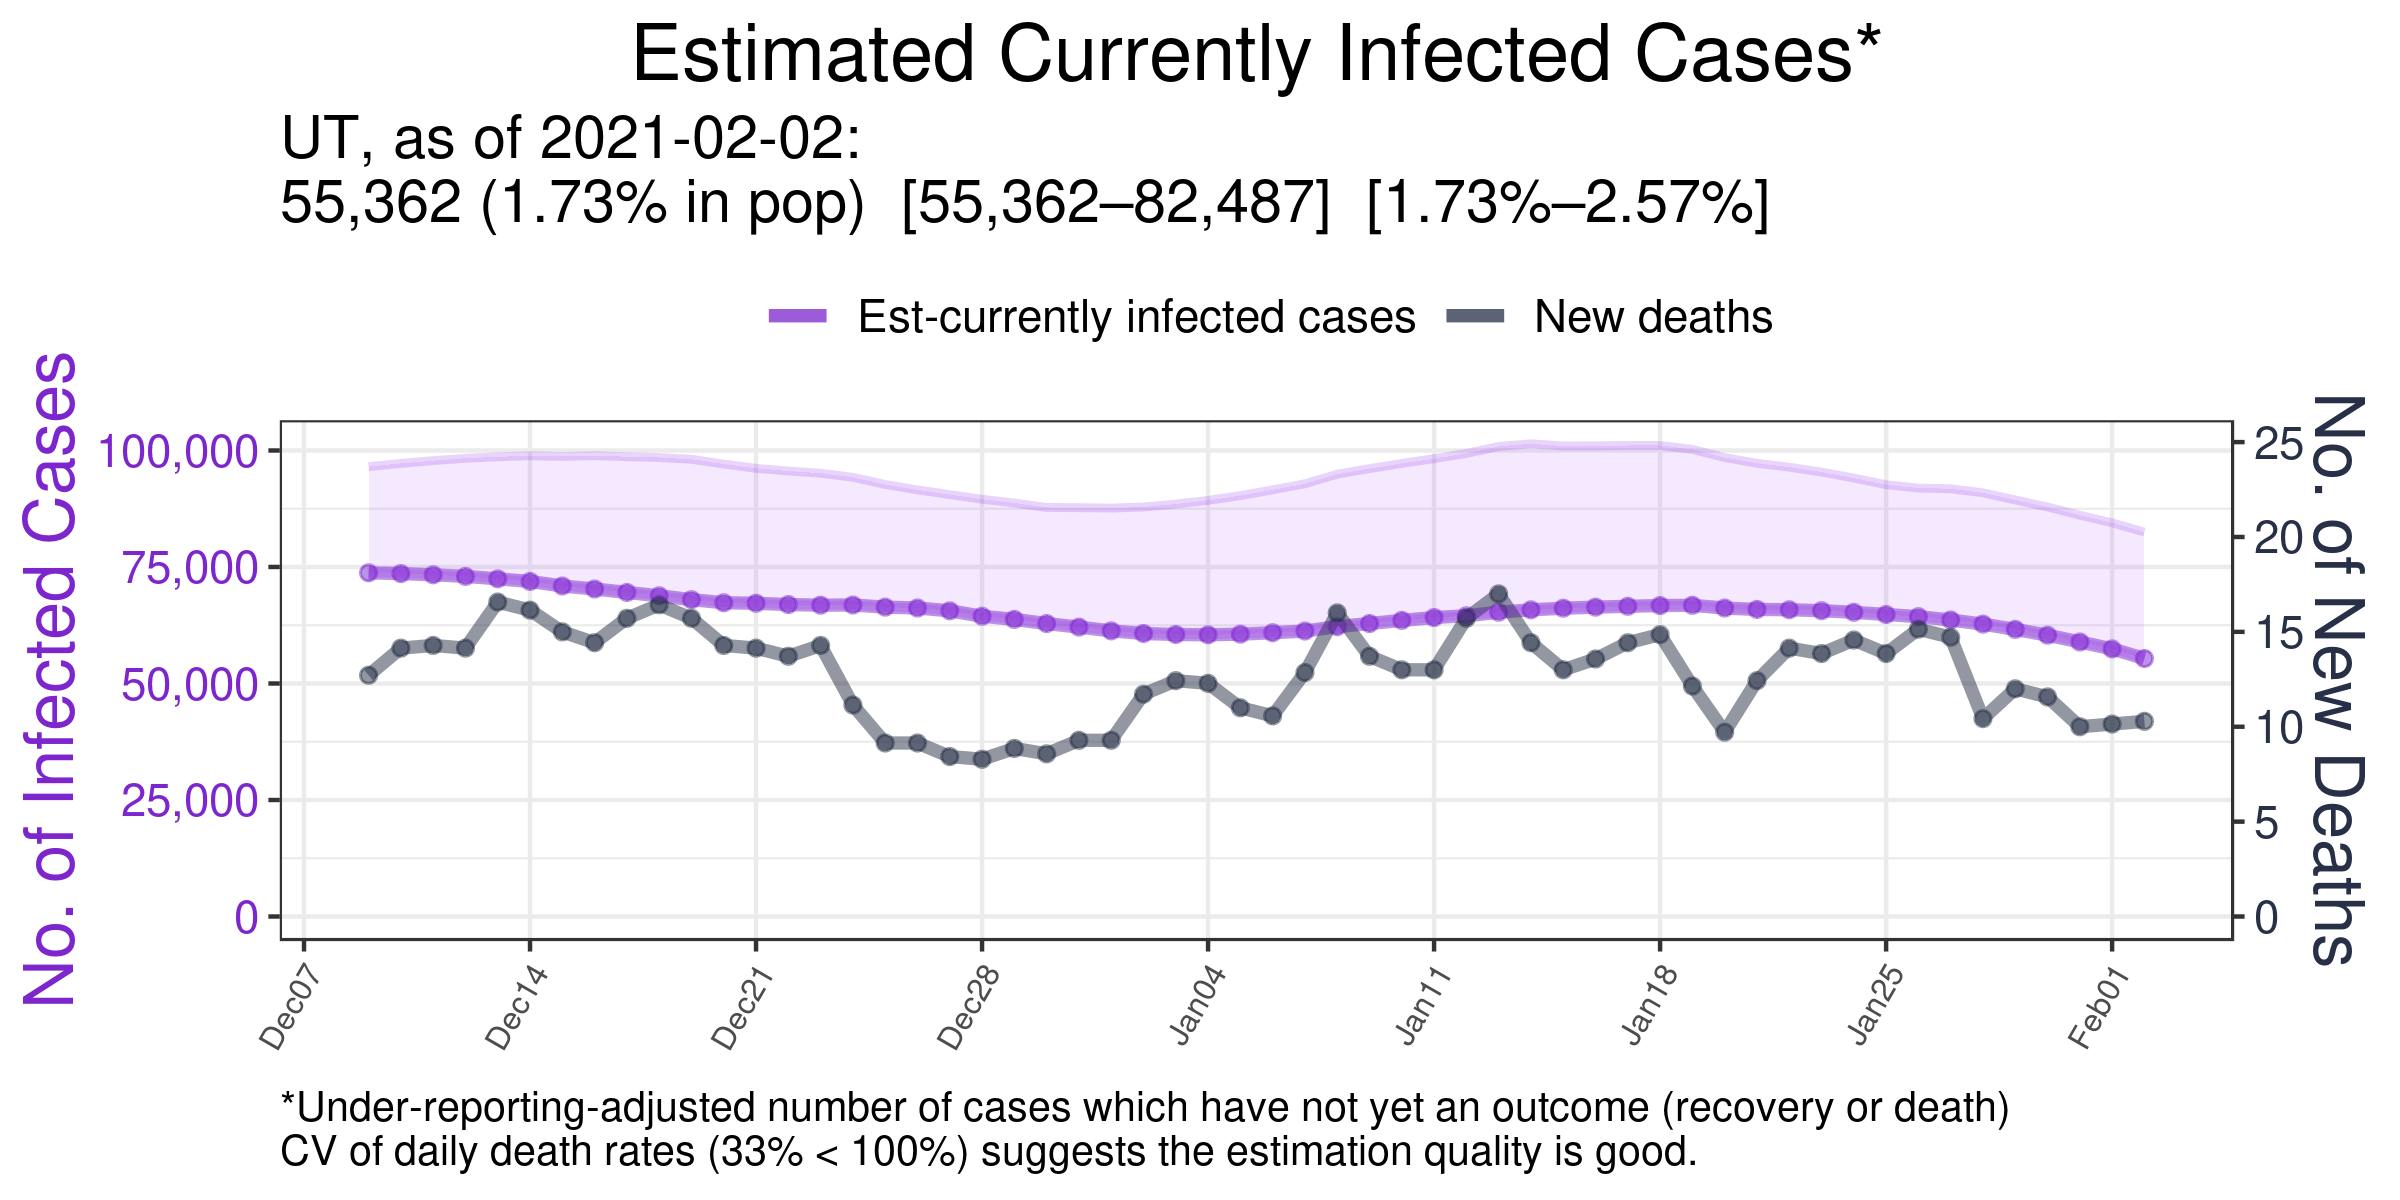 Estimated Currently Infected Cases*
UT, as of 2021-02-02:
55,362 (1.73% in pop)  [55,362–82,487]  [1.73%–2.57%]
Est-currently infected cases
New deaths
No. of Infected Cases
100,000
75,000
50,000
25,000
0
25
20
15
10
5
0
No. of New Deaths
Dec07
Dec14
Dec21
Dec28
Jan04
Jan11
Jan18
Jan25
Feb01
*Under-reporting-adjusted number of cases which have not yet an outcome (recovery or death)
CV of daily death rates (33% < 100%) suggests the estimation quality is good.